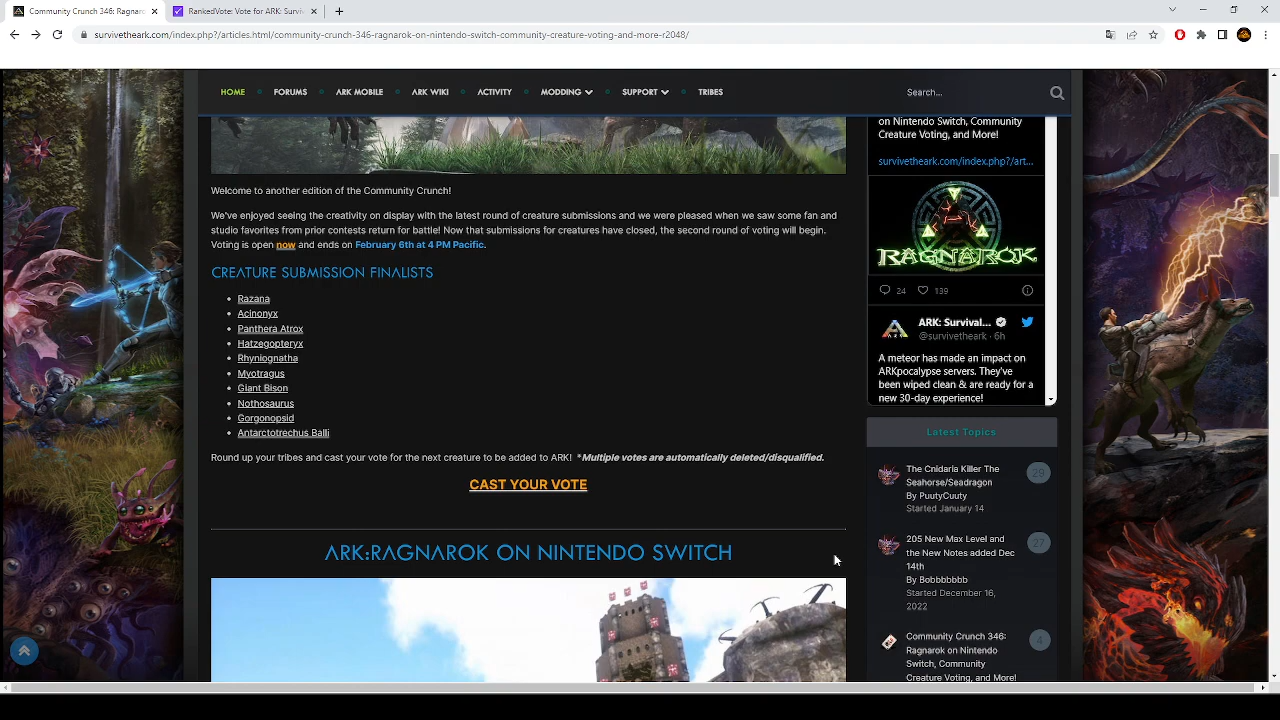 Community Crunch 346: Ragnaro
RankedVote: Vote for ARK: Surviv
survivetheark.com/index.php?/articles.html/community-crunch-346-ragnarok-on-nintendo-switch-community-creature-voting-and-more-r2048/
HOME
FORUMS
ARK MOBILE
ARK WIKI
ACTIVITY
MODDING
SUPPORT
TRIBES
Search...
Welcome to another edition of the Community Crunch!
We've enjoyed seeing the creativity on display with the latest round of creature submissions and we were pleased when we saw some fan and
studio favorites from prior contests return for battle! Now that submissions for creatures have closed, the second round of voting will begin.
Voting is open now and ends on February 6th at 4 PM Pacific.
CREATURE SUBMISSION FINALISTS
Razana
Acinonyx
Panthera Atrox
Hatzegopteryx
Rhyniognatha
Myotragus
Giant Bison
Nothosaurus
Gorgonopsid
Antarctotrechus Balli
Round up your tribes and cast your vote for the next creature to be added to ARK! *Multiple votes are automatically deleted/disqualified.
CAST YOUR VOTE
ARK:RAGNAROK ON NINTENDO SWITCH
on Nintendo Switch, Community
Creature Voting, and More!
survivetheark.com/index.php?/art...
RAGNAROK
24
139
ARK: Survival...
@survivetheark · 6h
A meteor has made an impact on
ARKpocalypse servers. They've
been wiped clean & are ready for a
new 30-day experience!
Latest Topics
The Cnidaria Killer The
Seahorse/Seadragon
By PuutyCuuty
Started January 14
29
205 New Max Level and
the New Notes added Dec
14th
By Bobbbbbbb
Started December 16,
2022
27
Community Crunch 346:
Ragnarok on Nintendo
Switch, Community
Creature Voting, and More!
4